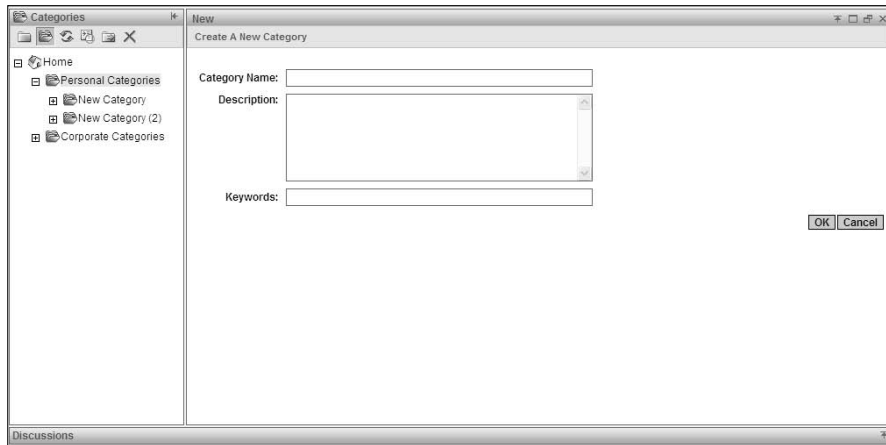 Categories
New
Create A New Category
Home
Personal Categories
New Category
New Category (2)
Corporate Categories
Category Name:
Description:
Keywords:
OK Cancel
Discussions